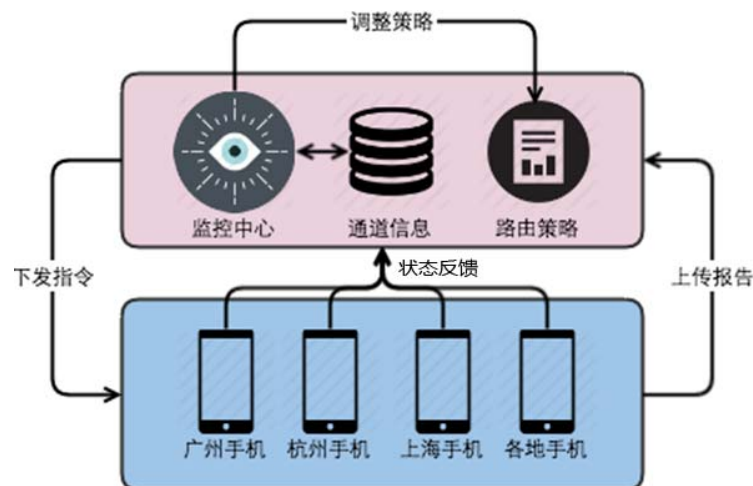 调整策略
监控中心
通道信息
路由策略
下发指令
状态反馈
上传报告
广州手机
杭州手机
上海手机
各地手机